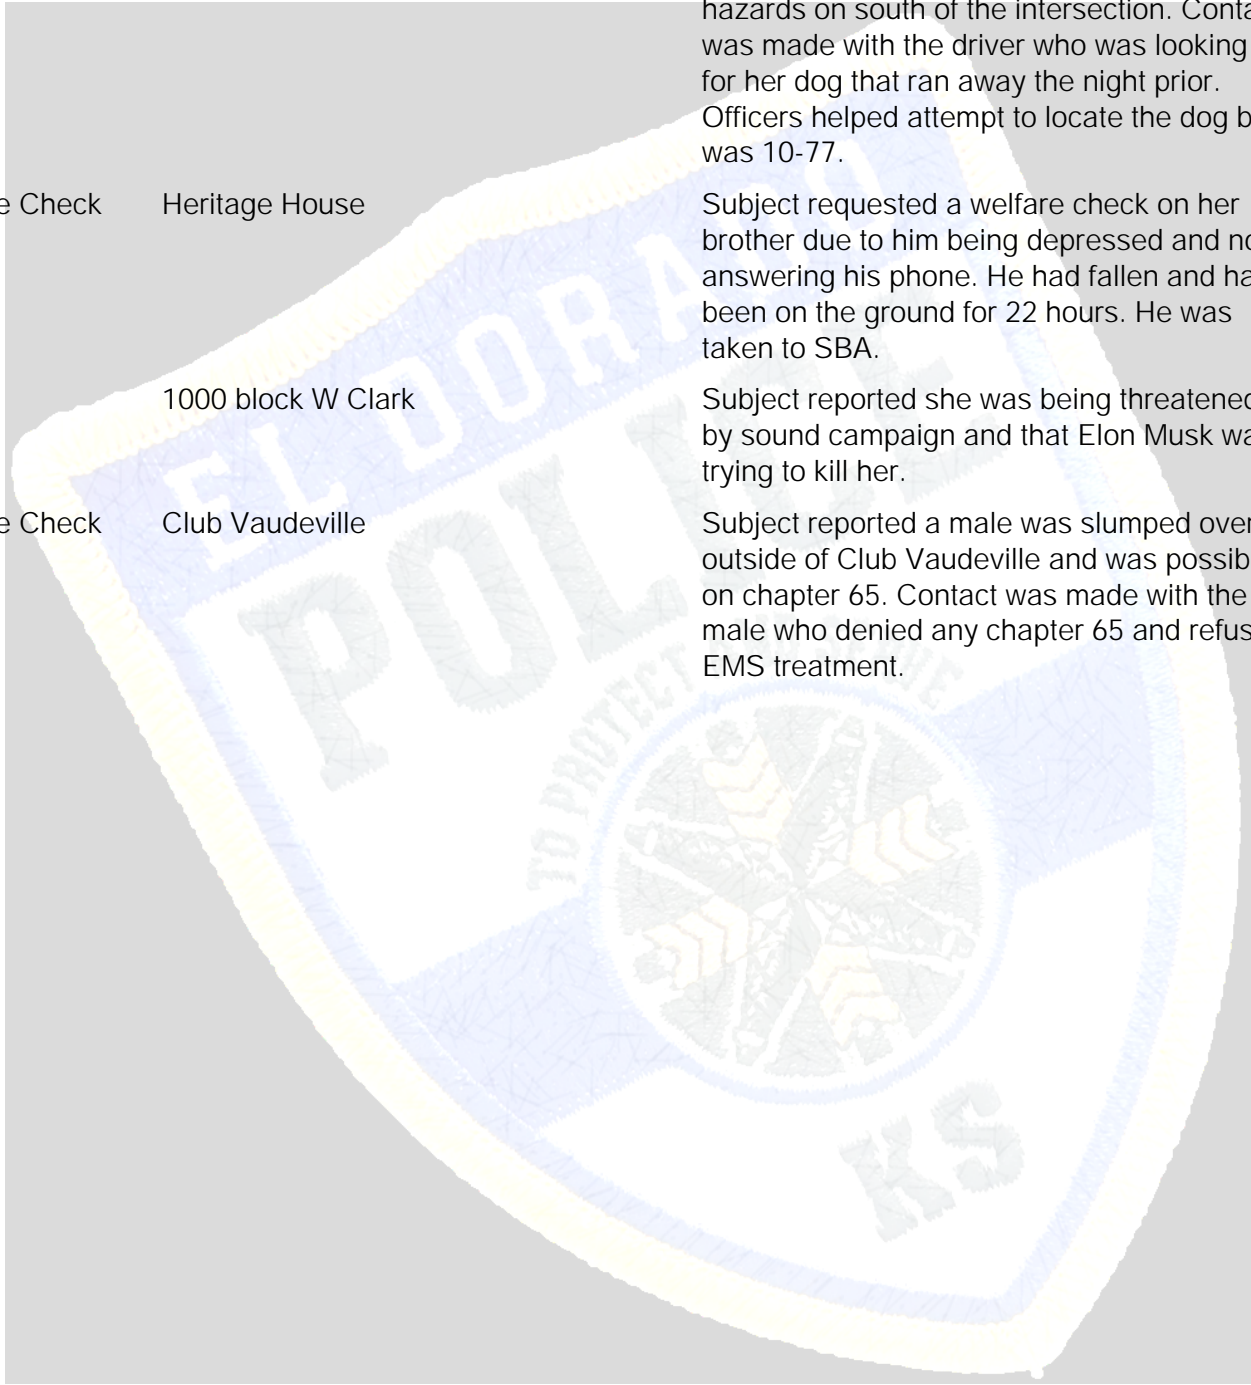 hazards on south of the intersection. Conta
was made with the driver who was looking
for her dog that ran away the night prior.
Officers helped attempt to locate the dog b
was 10-77.
e Check Heritage House Subject requested a welfare check on her
brother due to him being depressed and no
answering his phone. He had fallen and ha
been on the ground for 22 hours. He was
taken to SBA.
1000 block W Clark Subject reported she was being threatened
by sound campaign and that Elon Musk wa
trying to kill her.
e Check Club Vaudeville Subject reported a male was slumped over
outside of Club Vaudeville and was possib
on chapter 65. Contact was made with the
male who denied any chapter 65 and refus
EMS treatment.
EL DORADO
POLICE
TO PROTECT
KS